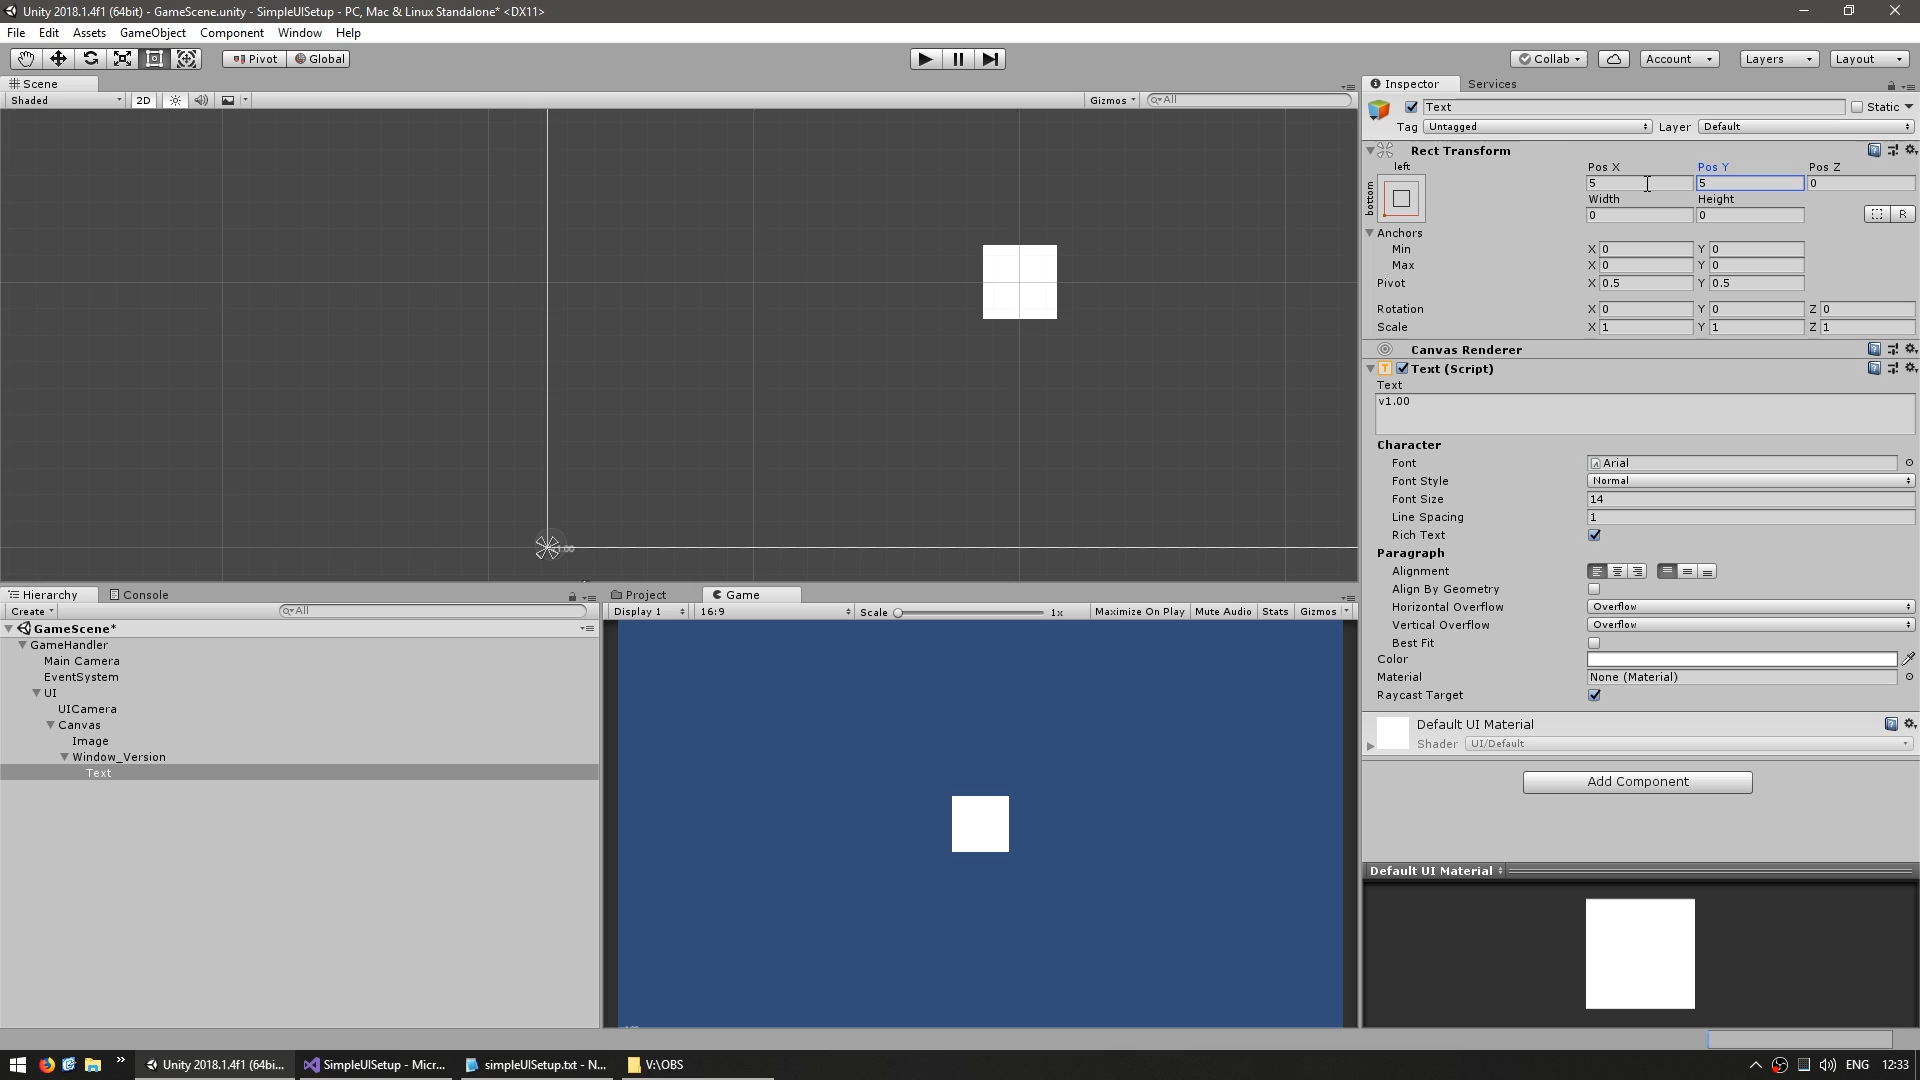 Unity 2018.1.4f1 (64bit) - GameScene.unity - SimpleUISetup - PC, Mac & Linux Standalone* <DX11>
File Edit Assets GameObject Component Window Help
Pivot Global Collab Account Layers Layout
Scene
Shaded 2D Gizmos All
Inspector Services
Text Static
Tag Untagged Layer Default
Rect Transform
left Pos X Pos Y Pos Z
bottom
5 5 0
Width Height
0 0 R
Anchors
Min X 0 Y 0
Max X 0 Y 0
Pivot X 0.5 Y 0.5
Rotation X 0 Y 0 Z 0
Scale X 1 Y 1 Z 1
Canvas Renderer
T Text (Script)
Text
v1.00
Character
Font Arial
Font Style Normal
Font Size 14
Line Spacing 1
Rich Text
Paragraph
Alignment
Align By Geometry
Horizontal Overflow Overflow
Vertical Overflow Overflow
Best Fit
Color
Material None (Material)
Raycast Target
Default UI Material
Shader UI/Default
Add Component
Default UI Material
Hierarchy Console
Create All
GameScene*
GameHandler
Main Camera
EventSystem
UI
UICamera
Canvas
Image
Window_Version
Text
Project Game
Display 1 16:9 Scale 1x Maximize On Play Mute Audio Stats Gizmos
Unity 2018.1.4f1 (64bi... SimpleUISetup - Micr... simpleUISetup.txt - N... V:\OBS ENG 12:33